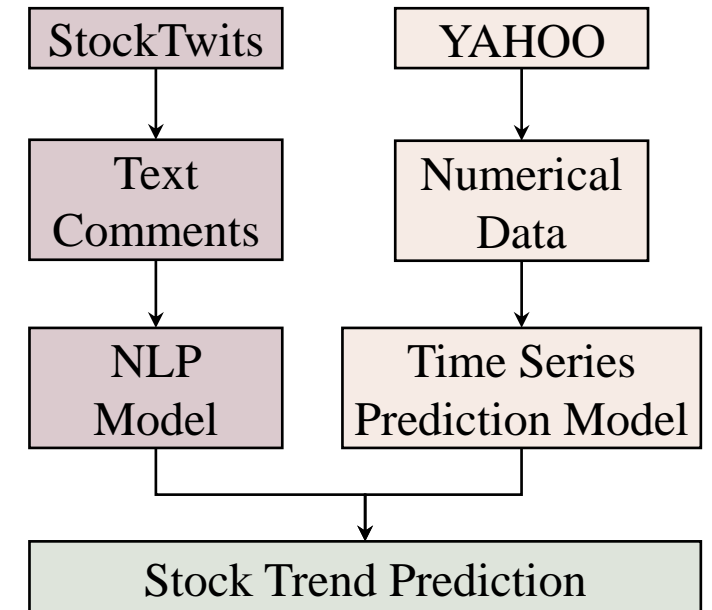 StockTwits
YAHOO
Text
Comments
Numerical
Data
NLP
Model
Time Series
Prediction Model
Stock Trend Prediction